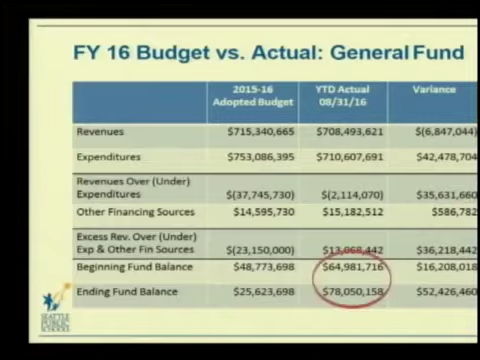 FY 16 Budget vs. Actual: General Fund
2015-16 Adopted Budget YTD Actual 08/31/16 Variance
Revenues $715,340,665 $708,493,621 $(6,847,044)
Expenditures $753,086,395 $710,607,691 $42,478,704
Revenues Over (Under)
Expenditures $(37,745,730) $(2,114,070) $35,631,660
Other Financing Sources $14,595,730 $15,182,512 $586,782
Excess Rev. Over (Under)
Exp & Other Fin Sources $(23,150,000) $13,068,442 $36,218,442
Beginning Fund Balance $48,773,698 $64,981,716 $16,208,018
Ending Fund Balance $25,623,698 $78,050,158 $52,426,460
SEATTLE
PUBLIC
SCHOOLS